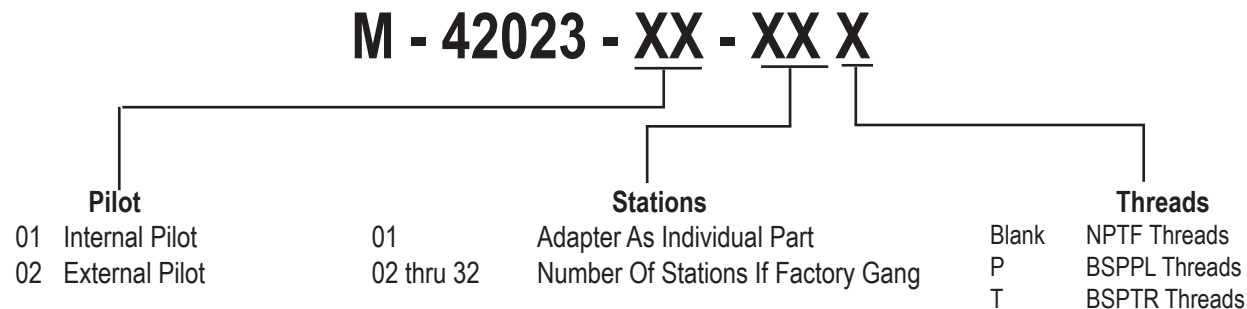 M - 42023 - XX - XX X
Pilot
01 Internal Pilot
02 External Pilot
Stations
01 Adapter As Individual Part
02 thru 32 Number Of Stations If Factory Gang
Threads
Blank NPTF Threads
P BSPPL Threads
T BSPTR Threads